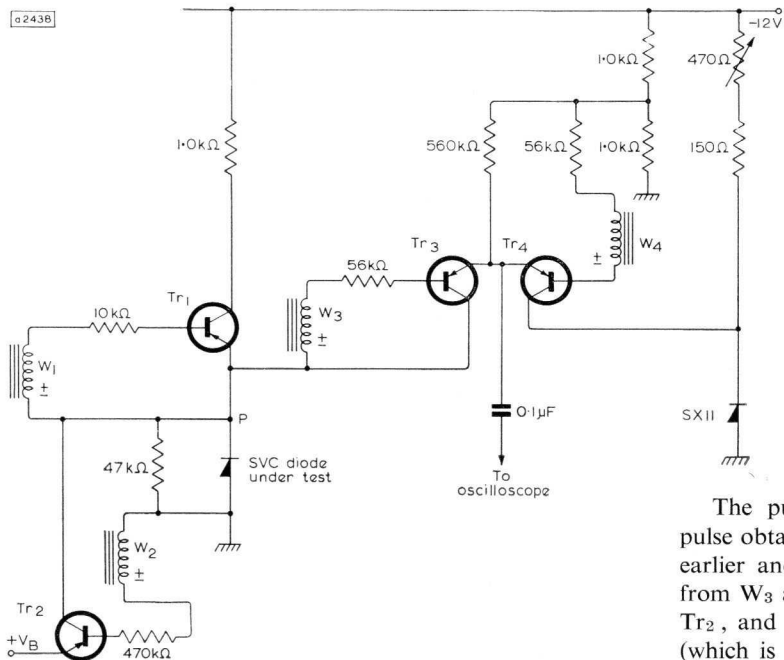 a2438
-12V
1·0kΩ
470Ω
1·0kΩ
560kΩ
56kΩ
1·0kΩ
150Ω
Tr3
Tr4
W4
±
56kΩ
Tr1
10kΩ
W3
±
W1
±
P
0·1μF
SX11
47kΩ
SVC diode
under test
To
oscilloscope
W2
±
Tr2
+VB
470kΩ
The pu
pulse obta
earlier and
from W3 a
Tr2, and
(which is